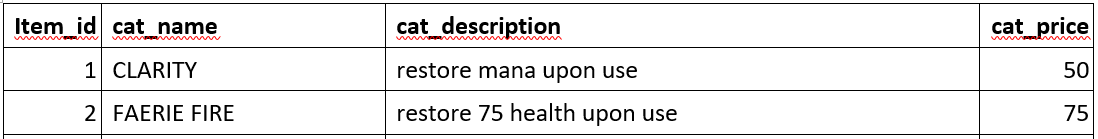 Item_id cat_name cat_description cat_price
1 CLARITY restore mana upon use 50
2 FAERIE FIRE restore 75 health upon use 75